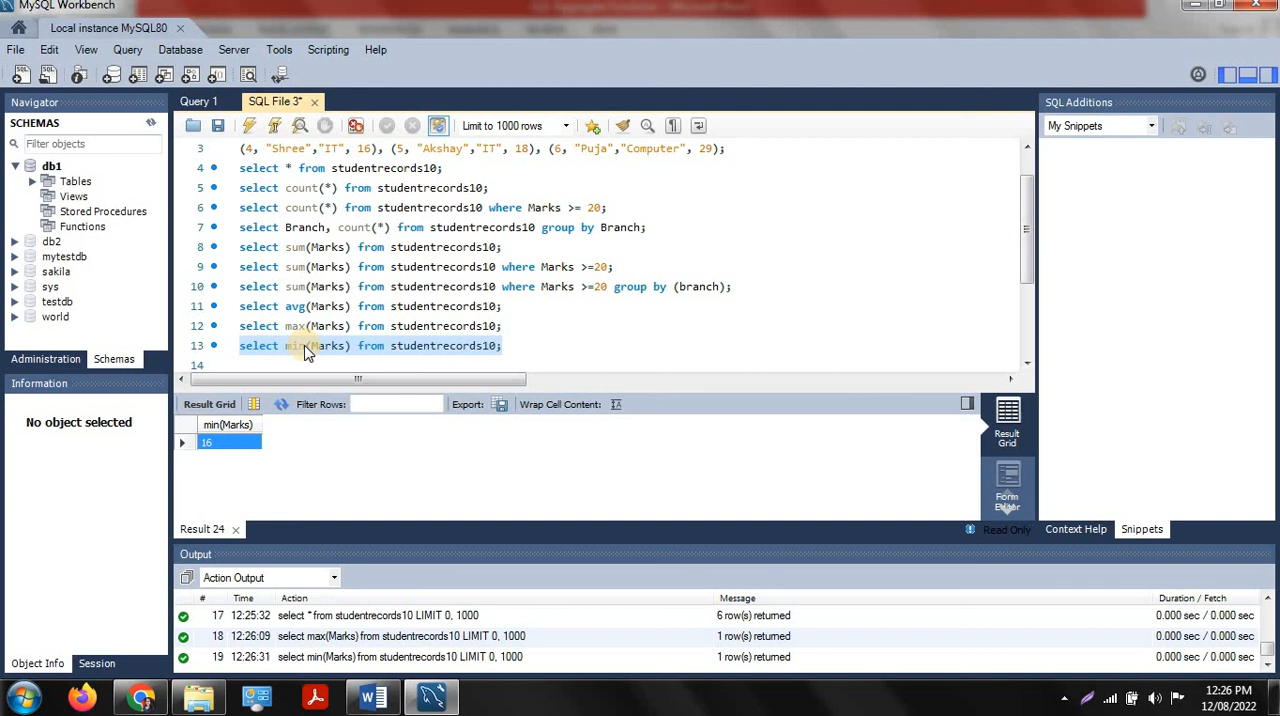 MySQL Workbench
Local instance MySQL80
File Edit View Query Database Server Tools Scripting Help
Navigator
SCHEMAS
Filter objects
db1
Tables
Views
Stored Procedures
Functions
db2
mytestdb
sakila
sys
testdb
world
Administration Schemas
Information
No object selected
Object Info Session
Query 1 SQL File 3*
Limit to 1000 rows
3 (4, "Shree","IT", 16), (5, "Akshay","IT", 18), (6, "Puja","Computer", 29);
4 select * from studentrecords10;
5 select count(*) from studentrecords10;
6 select count(*) from studentrecords10 where Marks >= 20;
7 select Branch, count(*) from studentrecords10 group by Branch;
8 select sum(Marks) from studentrecords10;
9 select sum(Marks) from studentrecords10 where Marks >=20;
10 select sum(Marks) from studentrecords10 where Marks >=20 group by (branch);
11 select avg(Marks) from studentrecords10;
12 select max(Marks) from studentrecords10;
13 select min(Marks) from studentrecords10;
14
Result Grid Filter Rows: Export: Wrap Cell Content:
min(Marks)
16
Result Grid
Form Editor
Result 24
Read Only
SQL Additions
My Snippets
Context Help Snippets
Output
Action Output
# Time Action Message Duration / Fetch
17 12:25:32 select * from studentrecords10 LIMIT 0, 1000 6 row(s) returned 0.000 sec / 0.000 sec
18 12:26:09 select max(Marks) from studentrecords10 LIMIT 0, 1000 1 row(s) returned 0.000 sec / 0.000 sec
19 12:26:31 select min(Marks) from studentrecords10 LIMIT 0, 1000 1 row(s) returned 0.000 sec / 0.000 sec
12:26 PM
12/08/2022